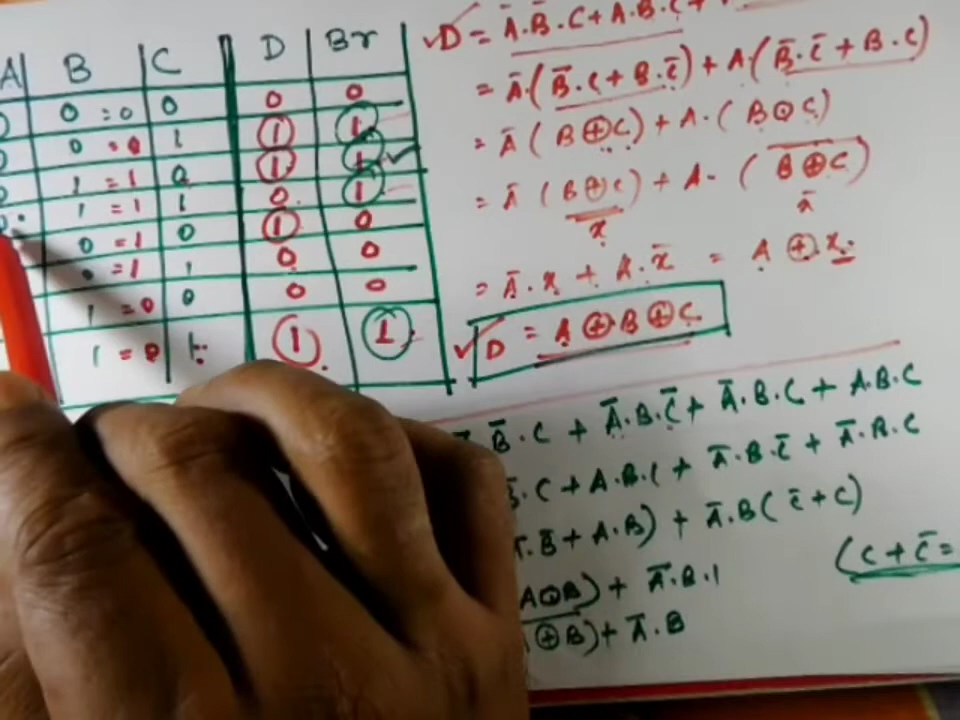 A B C D Br
0 = 0 0 0 0
0 = 0 1 1 1
1 = 1 0 1 1
1 = 1 1 0 1
0 = 1 0 1 0
0 = 1 1 0 0
1 = 0 0 0 0
1 = 0 1 1 1
D = A̅.B̅.C + A.B.C +
= A̅.(B̅.C + B.C̅) + A(B̅.C̅ + B.C)
= A̅(B⊕C) + A.(B⊙C)
= A̅(B⊕C) + A.(B⊕C)̅
x x̅
= A̅.x + A.x̅ = A⊕x.
D = A⊕B⊕C.
B̅.C + A̅.B.C̅ + A̅.B.C + A.B.C
B̅.C + A.B.C + A̅.B.C̅ + A̅.B.C
A̅.B̅ + A.B) + A̅.B(C̅ + C)
(C + C̅ =
A⊙B) + A̅.B.1
⊕B) + A̅.B